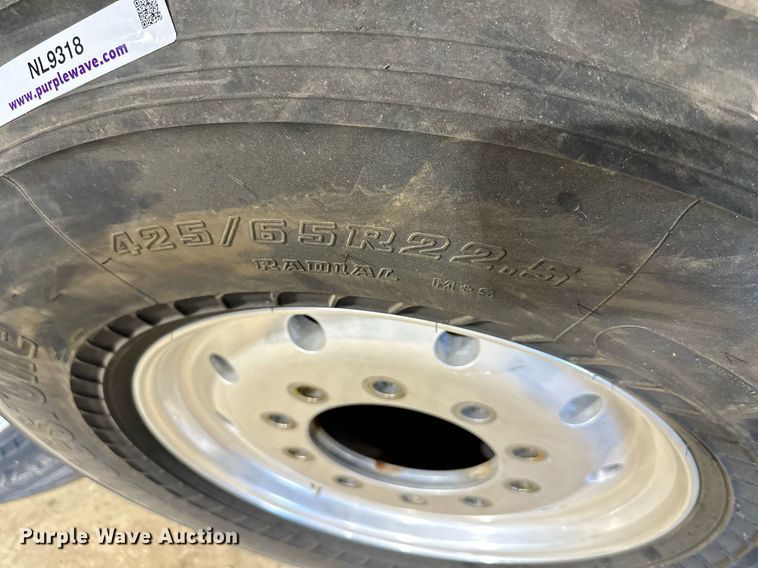 NL9318
www.purplewave.com
425/65R22.5
RADIAL M+S
Purple Wave Auction